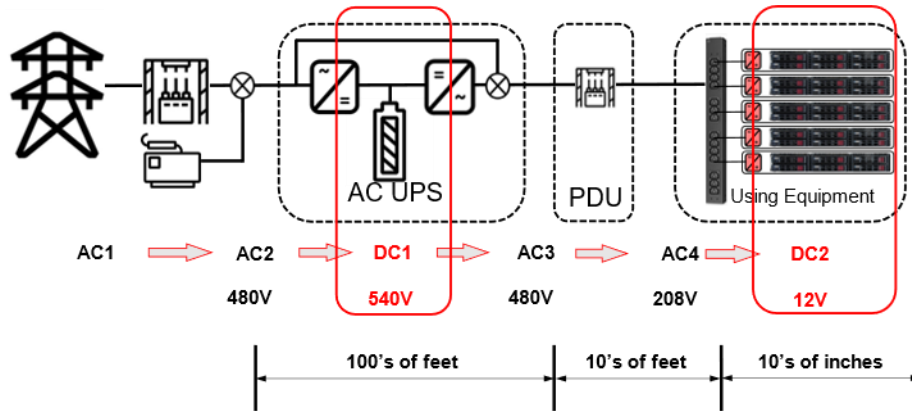 AC UPS
PDU
Using Equipment
AC1
AC2
DC1
AC3
AC4
DC2
480V
540V
480V
208V
12V
100's of feet
10's of feet
10's of inches